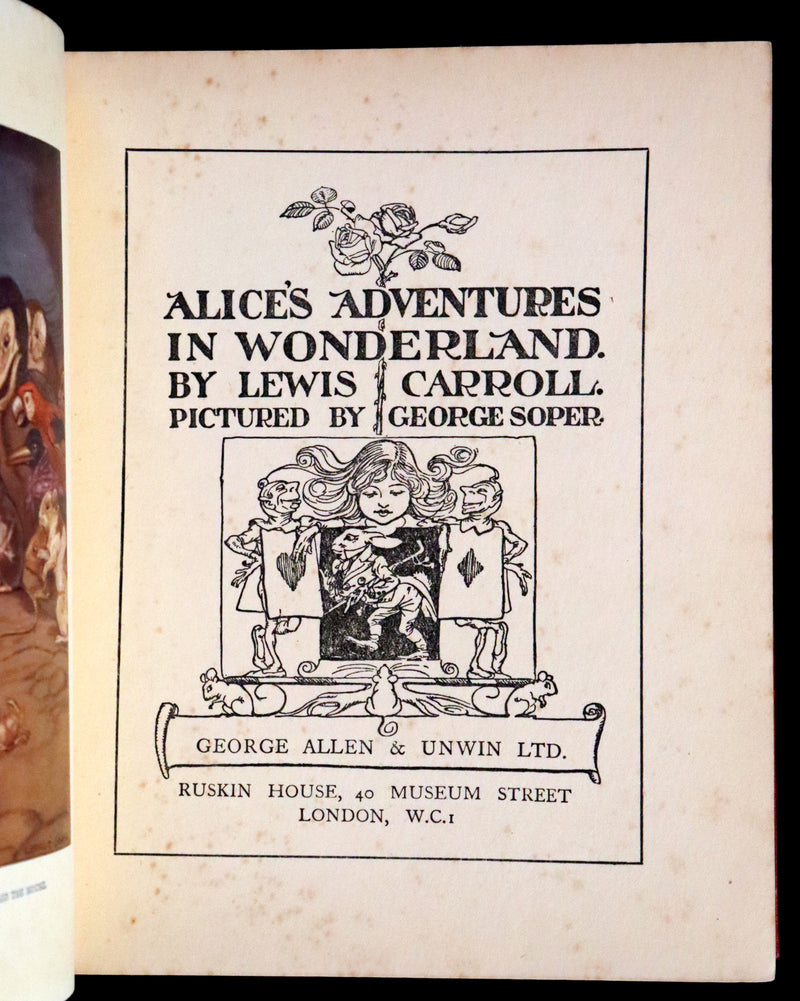 ALICE'S ADVENTURES
IN WONDERLAND.
BY LEWIS CARROLL.
PICTURED BY GEORGE SOPER.
GEORGE ALLEN & UNWIN LTD.
RUSKIN HOUSE, 40 MUSEUM STREET
LONDON, W.C.1
THE